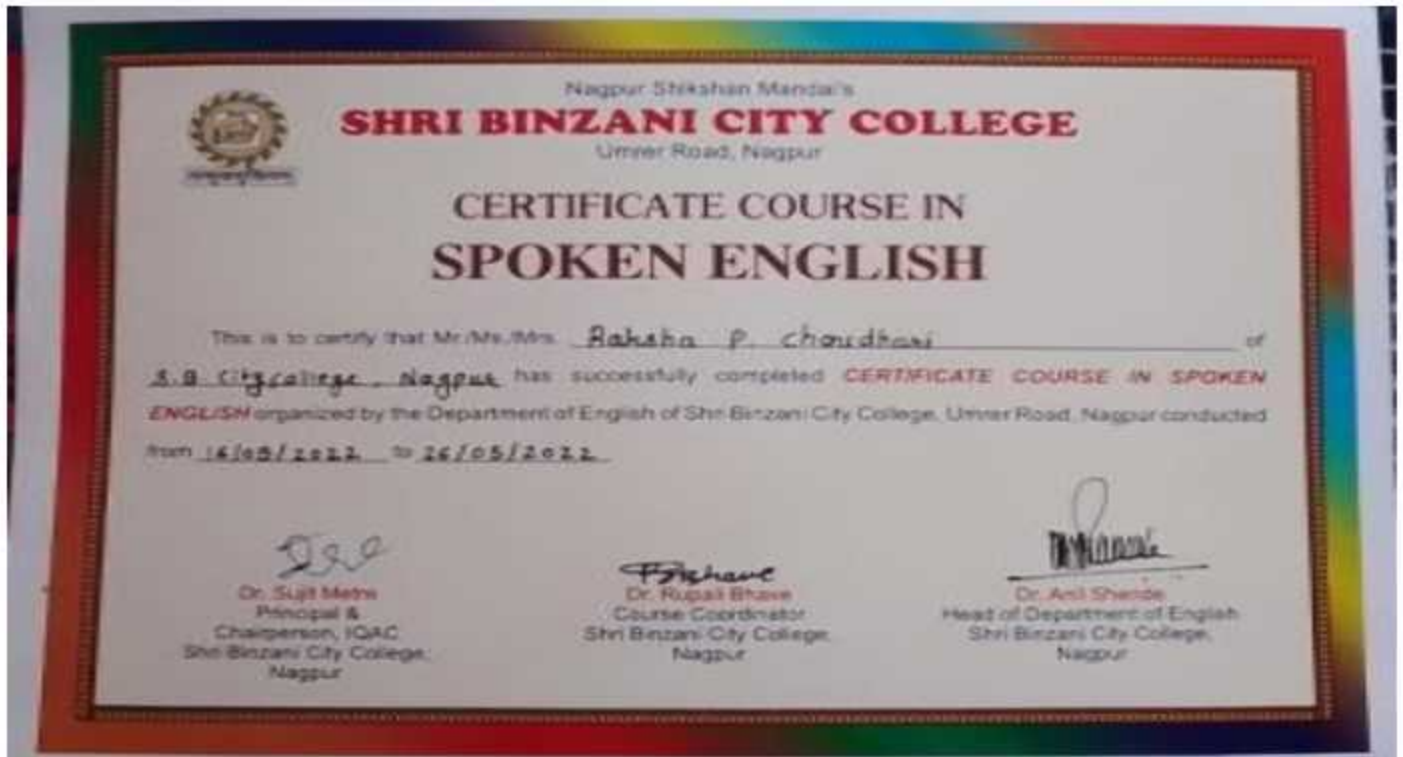 Nagpur Shikshan Mandal's
SHRI BINZANI CITY COLLEGE
Umrer Road, Nagpur
CERTIFICATE COURSE IN
SPOKEN ENGLISH
This is to certify that Mr./Ms./Mrs. Raksha P. Choudhari of
S.B City college, Nagpur has successfully completed CERTIFICATE COURSE IN SPOKEN
ENGLISH organized by the Department of English of Shri Binzani City College, Umrer Road, Nagpur conducted
from 16/05/2022 to 26/05/2022
Dr. Sujit Metre
Principal &
Chairperson, IQAC
Shri Binzani City College,
Nagpur
Dr. Rupali Bhave
Course Coordinator
Shri Binzani City College,
Nagpur
Dr. Anil Shende
Head of Department of English
Shri Binzani City College,
Nagpur